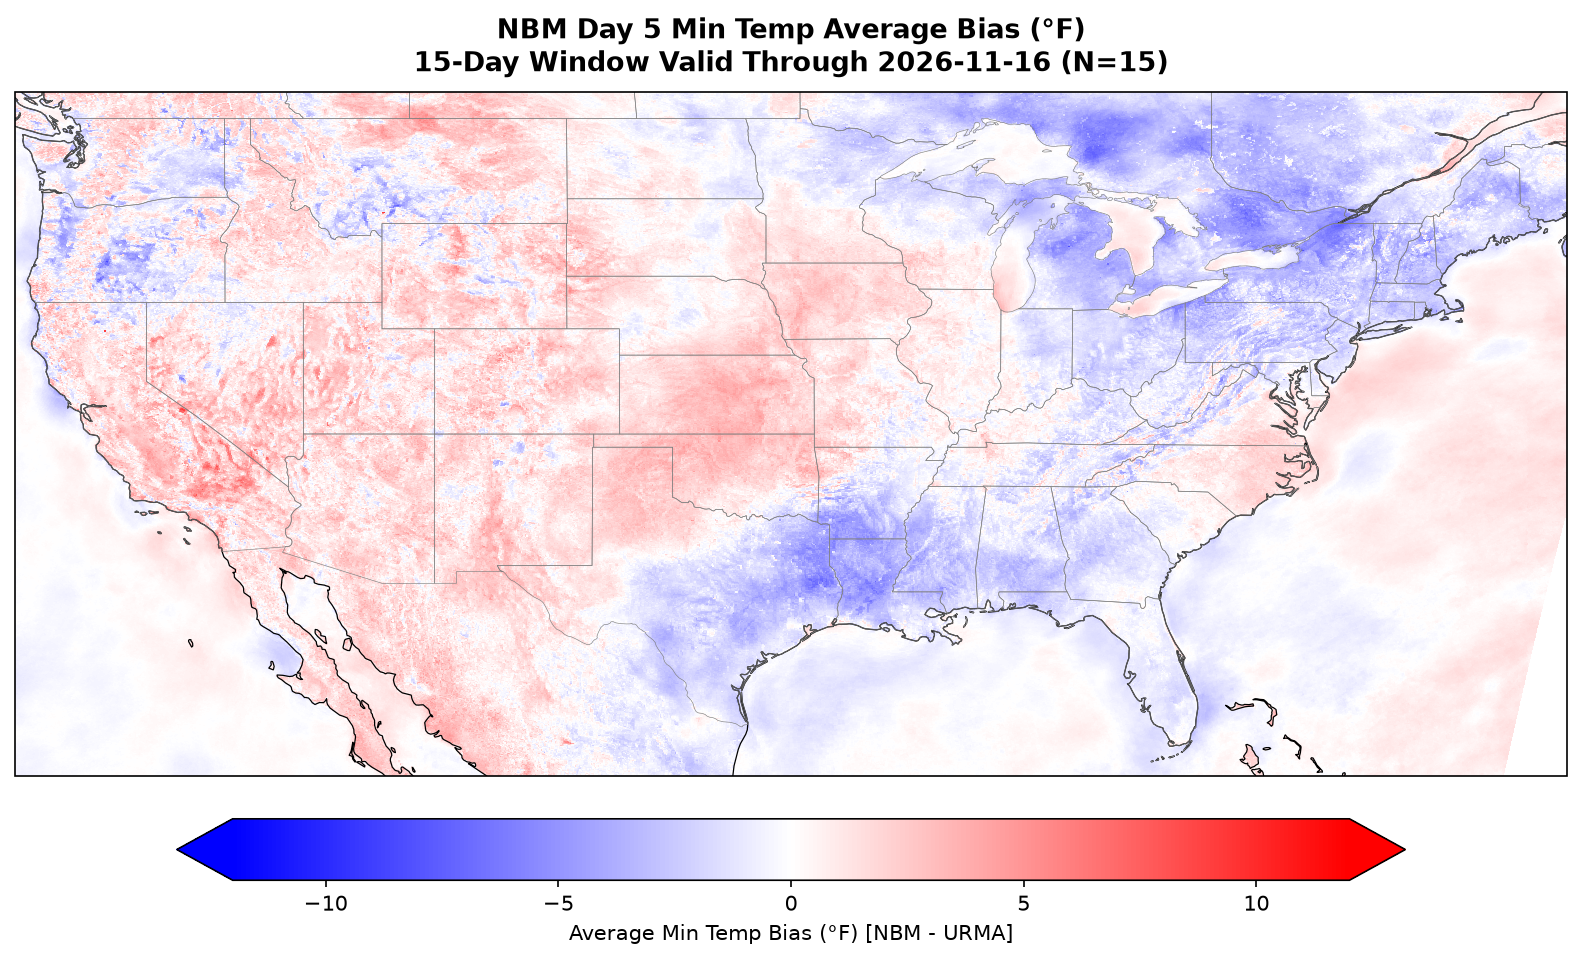 NBM Day 5 Min Temp Average Bias (°F)
15-Day Window Valid Through 2026-11-16 (N=15)
−10 −5 0 5 10
Average Min Temp Bias (°F) [NBM - URMA]